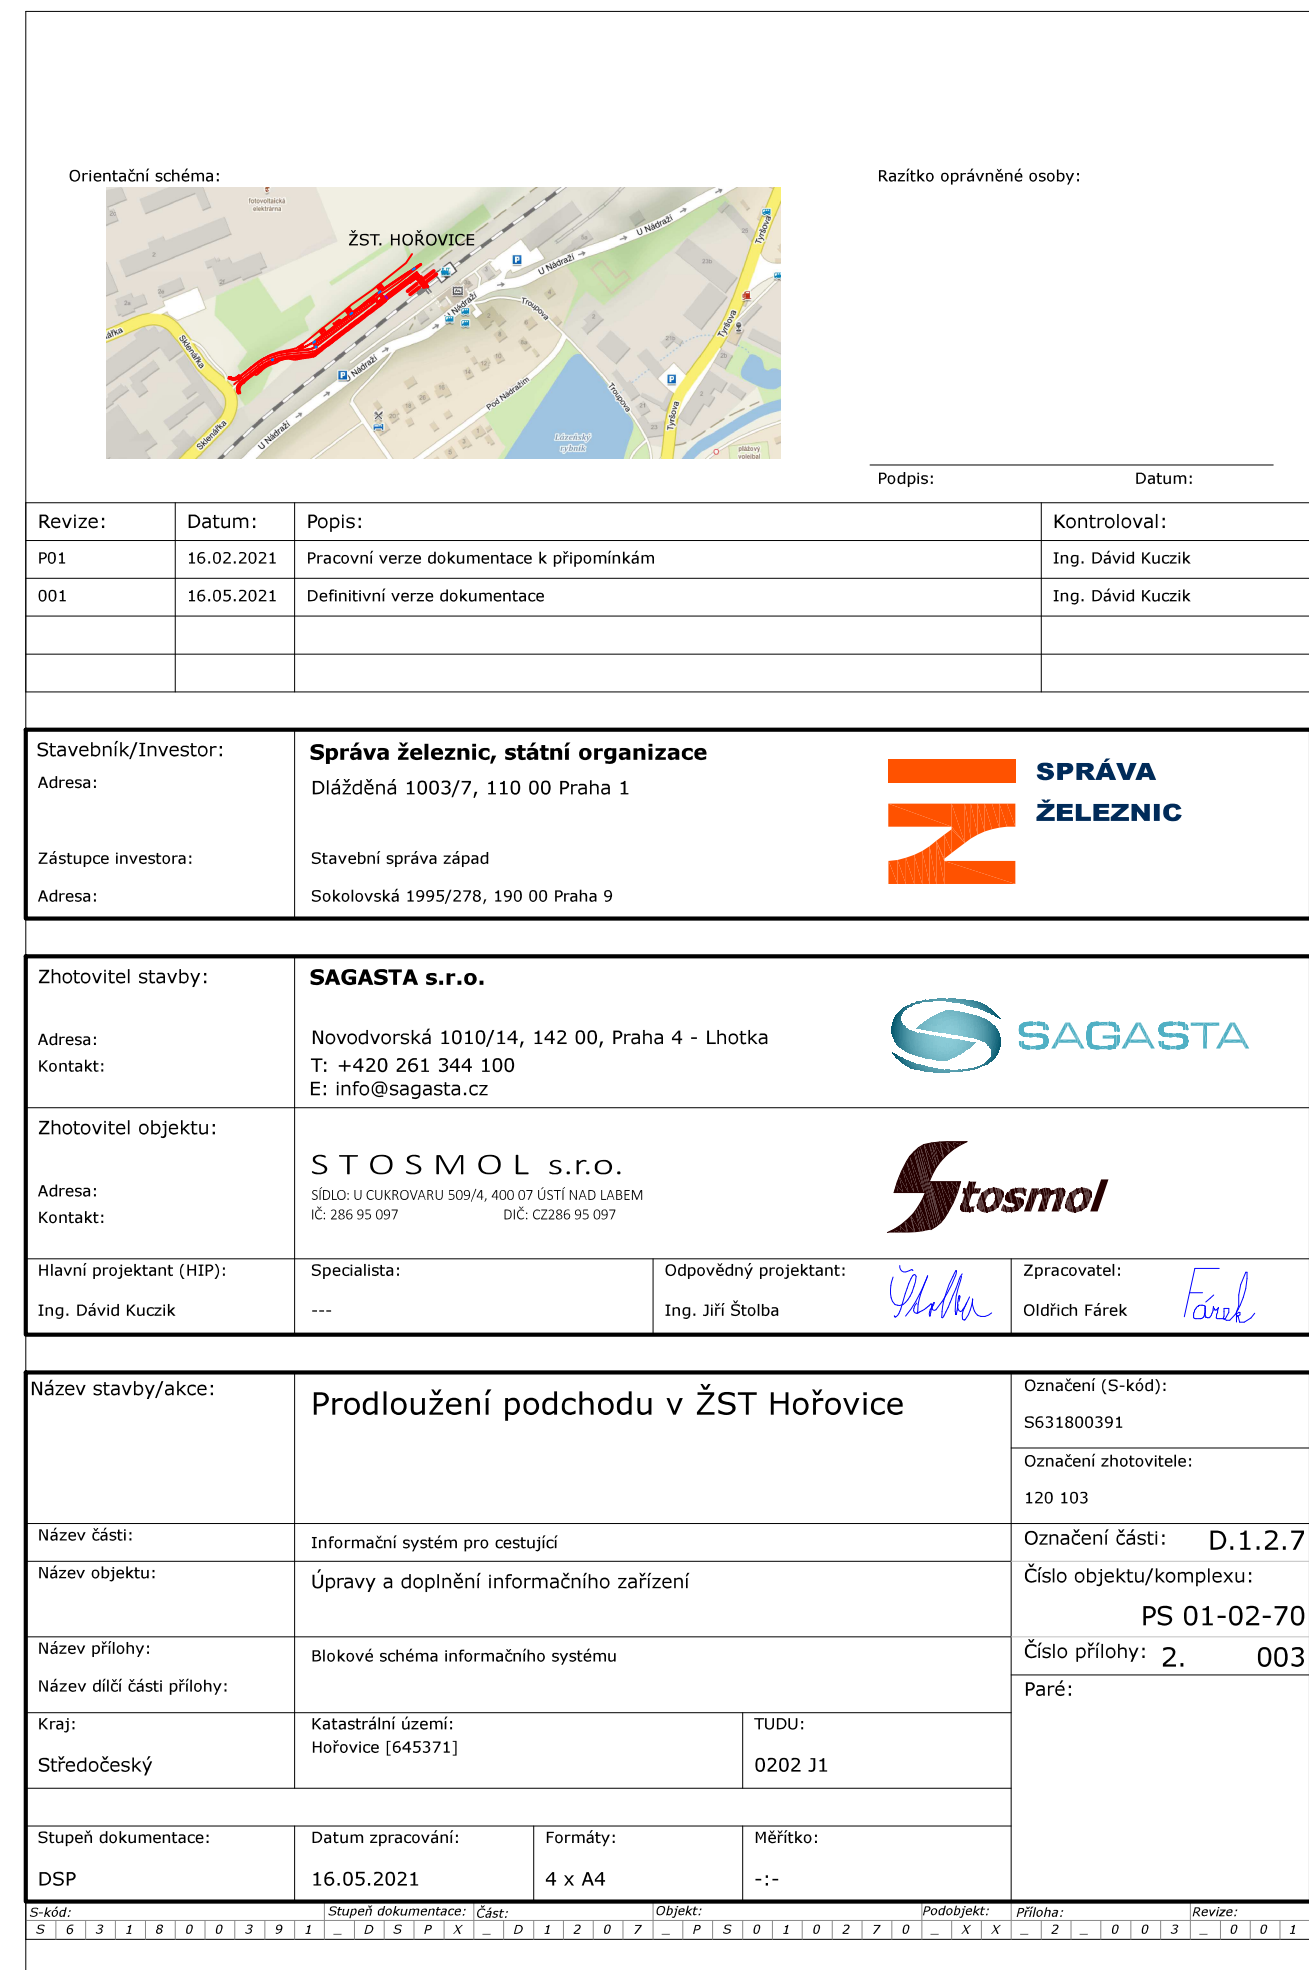 Orientační schéma:
Razítko oprávněné osoby:
fotovoltaická
elektrárna
ŽST. HOŘOVICE
U Nádraží
U Nádraží
U Nádraží
Nádraží
U Nádraží
Tyršova
Tyršova
Tyršova
Troupova
Troupova
Pod Nádražím
Sklenářka
Sklenářka
Lázeňský
rybník
plážový
volejbal
Podpis:
Datum:
Revize: Datum: Popis: Kontroloval:
P01 16.02.2021 Pracovní verze dokumentace k připomínkám Ing. Dávid Kuczik
001 16.05.2021 Definitivní verze dokumentace Ing. Dávid Kuczik
Stavebník/Investor: Správa železnic, státní organizace
Adresa: Dlážděná 1003/7, 110 00 Praha 1
SPRÁVA
ŽELEZNIC
Zástupce investora: Stavební správa západ
Adresa: Sokolovská 1995/278, 190 00 Praha 9
Zhotovitel stavby: SAGASTA s.r.o.
Adresa: Novodvorská 1010/14, 142 00, Praha 4 - Lhotka
Kontakt: T: +420 261 344 100
E: info@sagasta.cz
SAGASTA
Zhotovitel objektu:
STOSMOL s.r.o.
Adresa: SÍDLO: U CUKROVARU 509/4, 400 07 ÚSTÍ NAD LABEM
Kontakt: IČ: 286 95 097 DIČ: CZ286 95 097
Stosmol
Hlavní projektant (HIP): Specialista: Odpovědný projektant: Zpracovatel:
Ing. Dávid Kuczik --- Ing. Jiří Štolba Štolba Oldřich Fárek Fárek
Název stavby/akce: Prodloužení podchodu v ŽST Hořovice
Označení (S-kód):
S631800391
Označení zhotovitele:
120 103
Název části: Informační systém pro cestující Označení části: D.1.2.7
Název objektu: Úpravy a doplnění informačního zařízení Číslo objektu/komplexu:
PS 01-02-70
Název přílohy: Blokové schéma informačního systému Číslo přílohy: 2. 003
Název dílčí části přílohy:
Paré:
Kraj: Katastrální území: TUDU:
Hořovice [645371]
Středočeský 0202 J1
Stupeň dokumentace: Datum zpracování: Formáty: Měřítko:
DSP 16.05.2021 4 x A4 -:-
S-kód: Stupeň dokumentace: Část: Objekt: Podobjekt: Příloha: Revize:
S 6 3 1 8 0 0 3 9 1 _ D S P X _ D 1 2 0 7 _ P S 0 1 0 2 7 0 _ X X _ 2 _ 0 0 3 _ 0 0 1